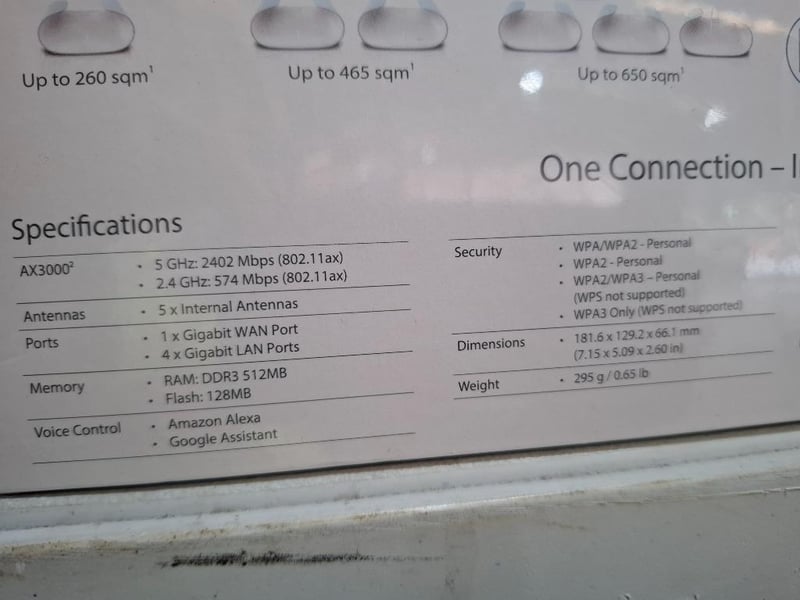 Up to 260 sqm¹
Up to 465 sqm¹
Up to 650 sqm¹
One Connection –
Specifications
AX3000²
• 5 GHz: 2402 Mbps (802.11ax)
• 2.4 GHz: 574 Mbps (802.11ax)
Antennas
• 5 x Internal Antennas
Ports
• 1 x Gigabit WAN Port
• 4 x Gigabit LAN Ports
Memory
• RAM: DDR3 512MB
• Flash: 128MB
Voice Control
• Amazon Alexa
• Google Assistant
Security
• WPA/WPA2 - Personal
• WPA2 - Personal
• WPA2/WPA3 – Personal
(WPS not supported)
• WPA3 Only (WPS not supported)
Dimensions
• 181.6 x 129.2 x 66.1 mm
(7.15 x 5.09 x 2.60 in)
Weight
• 295 g / 0.65 lb